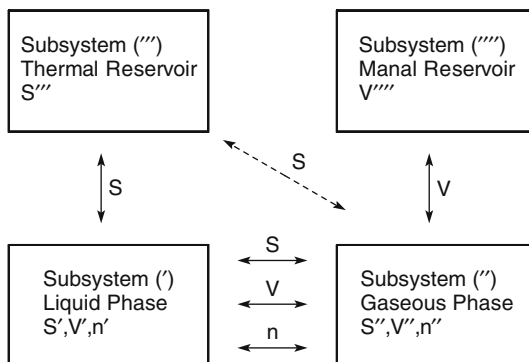 Subsystem (′′′)
Thermal Reservoir
S′′′
Subsystem (′′′′)
Manal Reservoir
V′′′′
S
S
V
Subsystem (′)
Liquid Phase
S′,V′,n′
S
V
n
Subsystem (′′)
Gaseous Phase
S′′,V′′,n′′